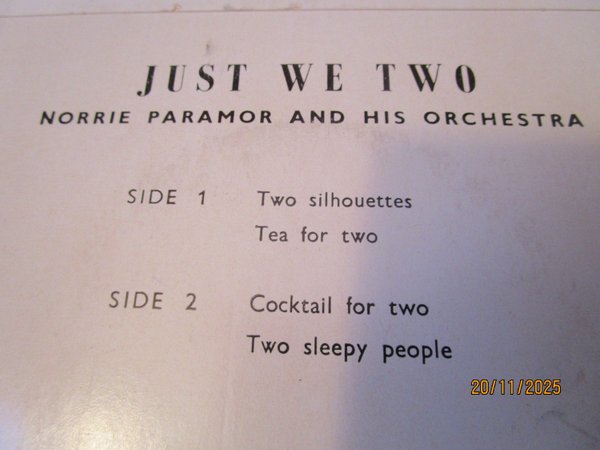 JUST WE TWO
NORRIE PARAMOR AND HIS ORCHESTRA
SIDE 1 Two silhouettes
Tea for two
SIDE 2 Cocktail for two
Two sleepy people
20/11/2025